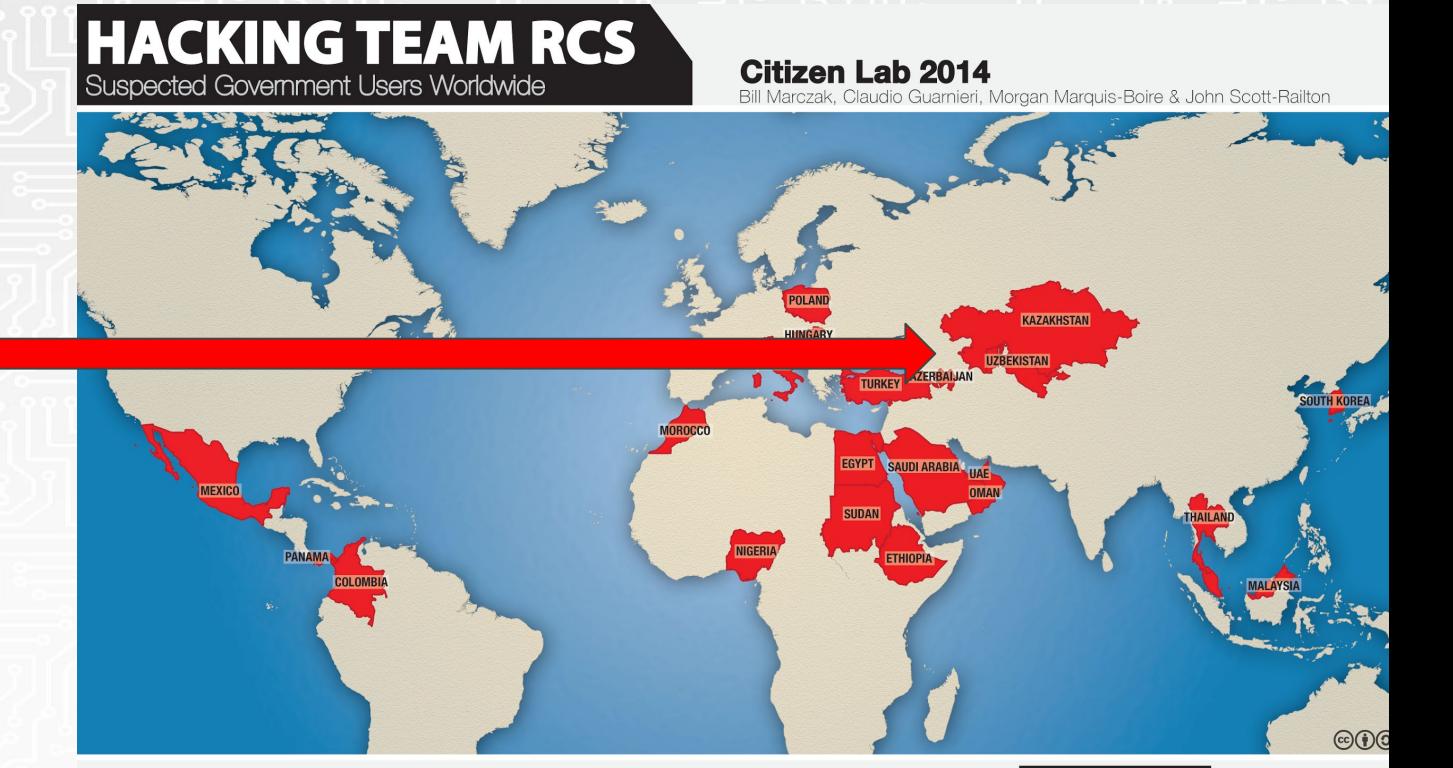 HACKING TEAM RCS
Suspected Government Users Worldwide
Citizen Lab 2014
Bill Marczak, Claudio Guarnieri, Morgan Marquis-Boire & John Scott-Railton
POLAND
KAZAKHSTAN
HUNGARY
UZBEKISTAN
AZERBAIJAN
TURKEY
SOUTH KOREA
MOROCCO
EGYPT
SAUDI ARABIA
UAE
MEXICO
OMAN
SUDAN
THAILAND
NIGERIA
PANAMA
ETHIOPIA
COLOMBIA
MALAYSIA
cc